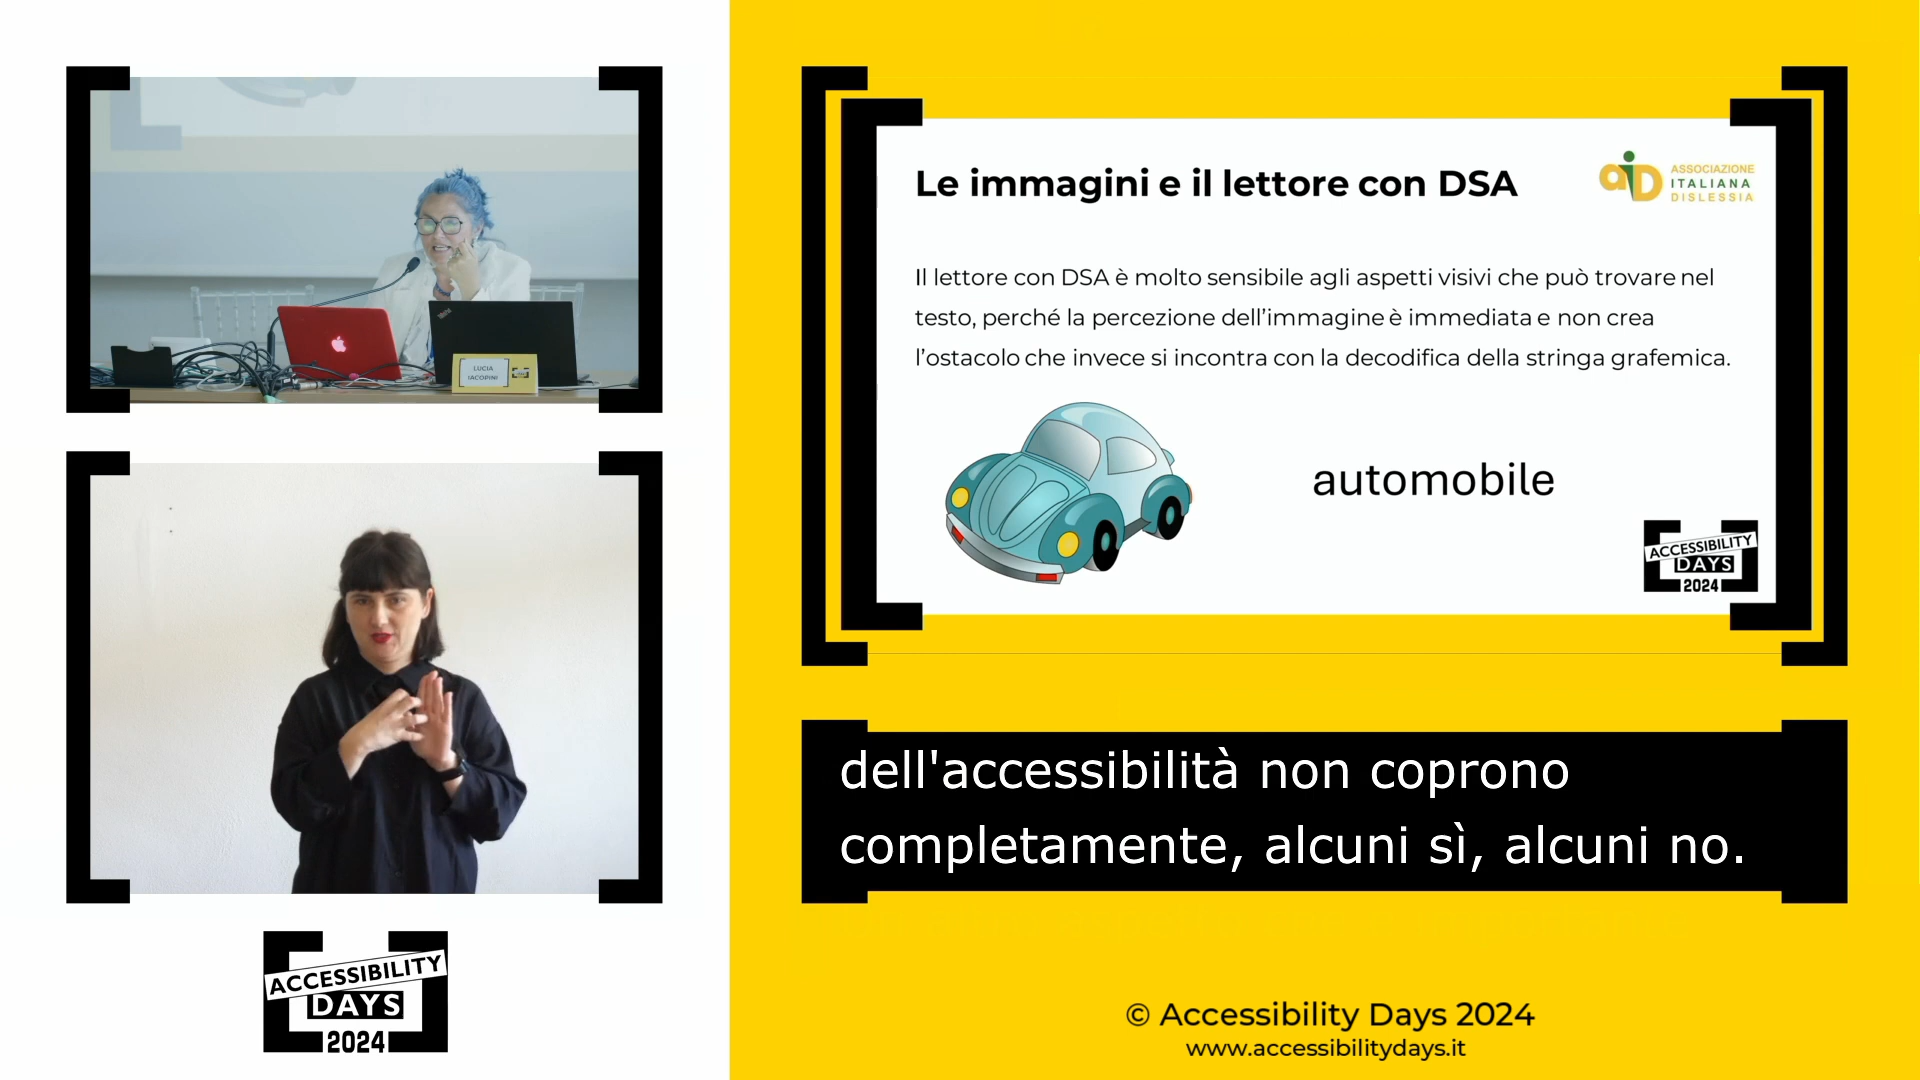 LUCIA
IACOPINI
Le immagini e il lettore con DSA
aiD
ASSOCIAZIONE
ITALIANA
DISLESSIA
Il lettore con DSA è molto sensibile agli aspetti visivi che può trovare nel
testo, perché la percezione dell'immagine è immediata e non crea
l'ostacolo che invece si incontra con la decodifica della stringa grafemica.
automobile
ACCESSIBILITY
DAYS
2024
dell'accessibilità non coprono
completamente, alcuni sì, alcuni no.
ACCESSIBILITY
DAYS
2024
© Accessibility Days 2024
www.accessibilitydays.it